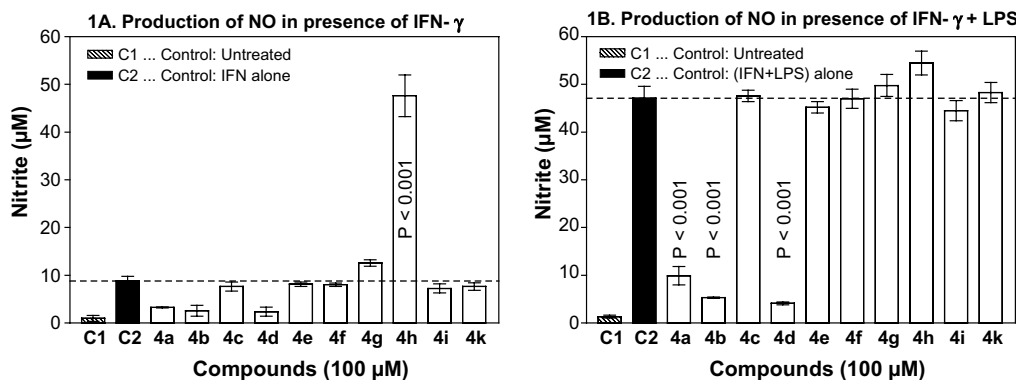 1A. Production of NO in presence of IFN- γ
C1 ... Control: Untreated
C2 ... Control: IFN alone
Nitrite (µM)
60
50
40
30
20
10
0
P < 0.001
C1 C2 4a 4b 4c 4d 4e 4f 4g 4h 4i 4k
Compounds (100 µM)
1B. Production of NO in presence of IFN- γ + LPS
C1 ... Control: Untreated
C2 ... Control: (IFN+LPS) alone
Nitrite (µM)
60
50
40
30
20
10
0
P < 0.001
P < 0.001
P < 0.001
C1 C2 4a 4b 4c 4d 4e 4f 4g 4h 4i 4k
Compounds (100 µM)